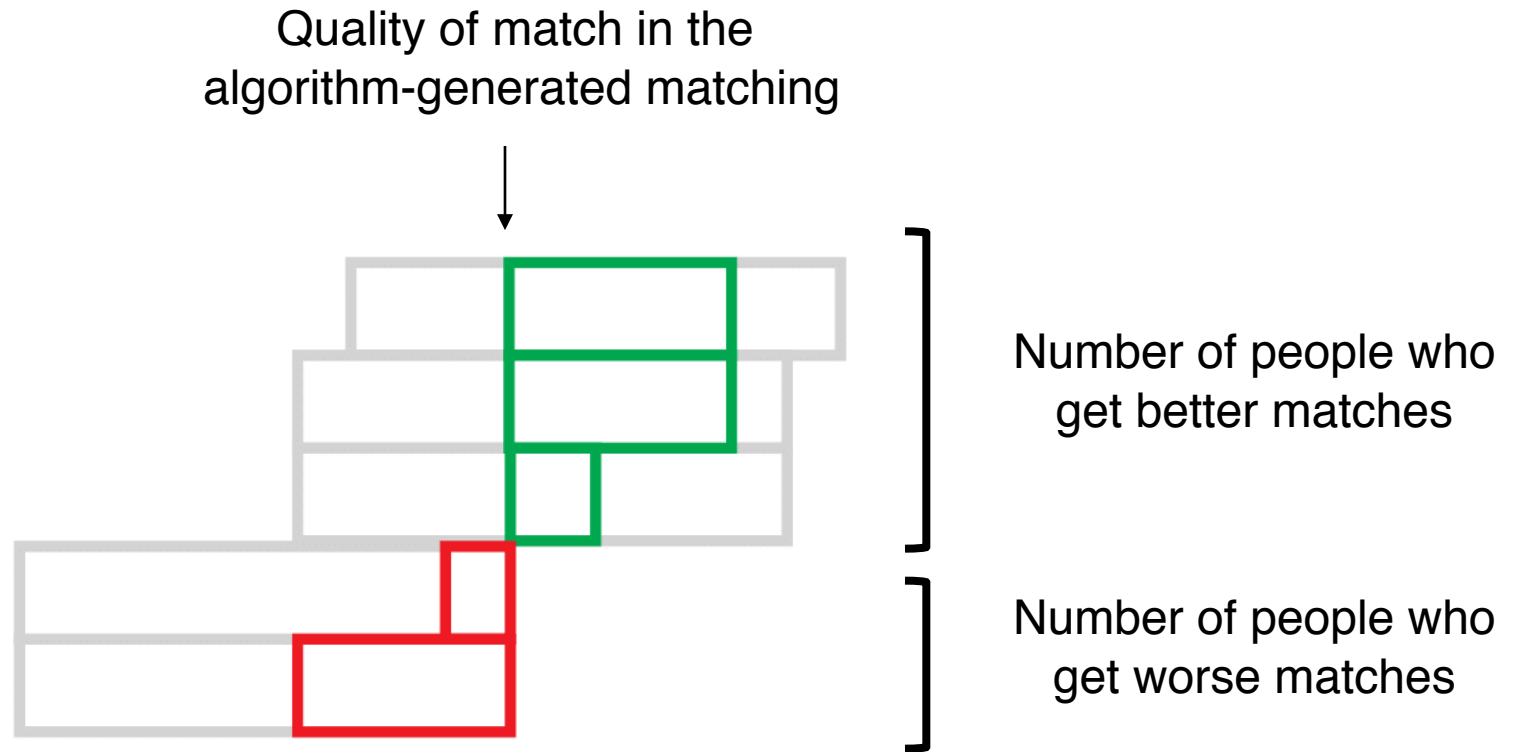 Quality of match in the
algorithm-generated matching
Number of people who
get better matches
Number of people who
get worse matches